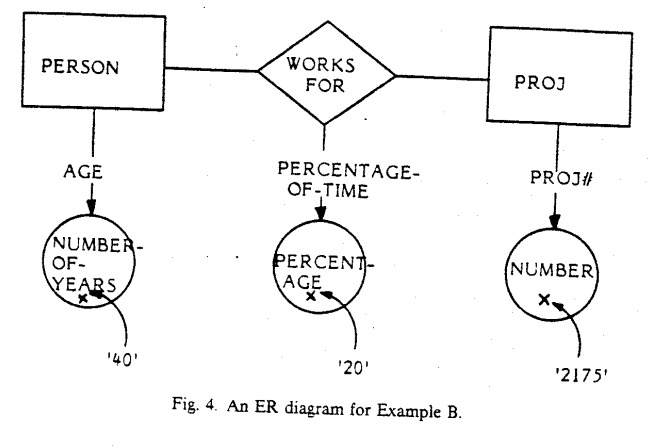 PERSON
WORKS
FOR
PROJ
AGE
PERCENTAGE-
OF-TIME
PROJ#
NUMBER-
OF-
YEARS
PERCENT-
AGE
NUMBER
x
x
x
'40'
'20'
'2175'
Fig. 4. An ER diagram for Example B.